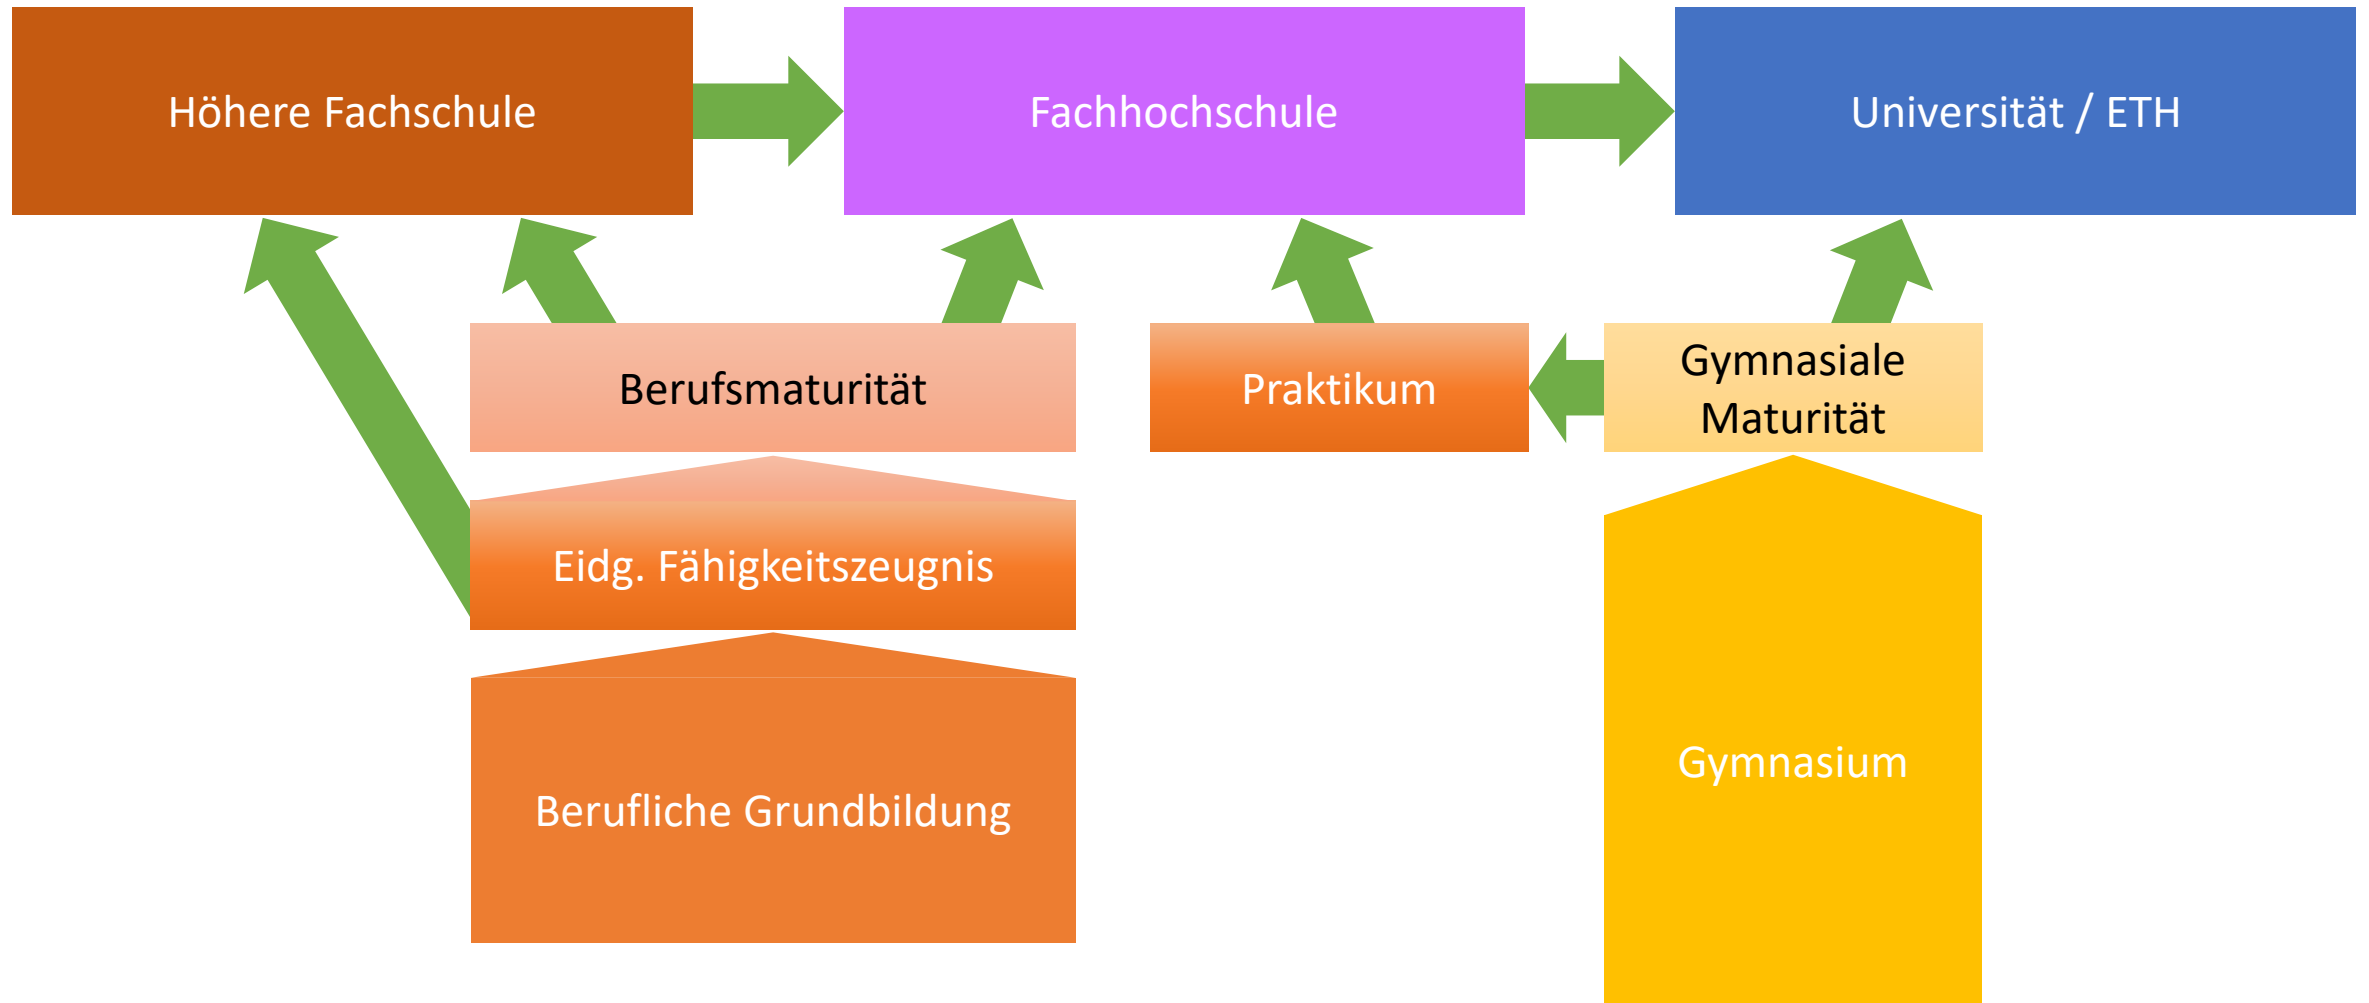 Höhere Fachschule
Fachhochschule
Universität / ETH
Berufsmaturität
Praktikum
Gymnasiale
Maturität
Eidg. Fähigkeitszeugnis
Berufliche Grundbildung
Gymnasium